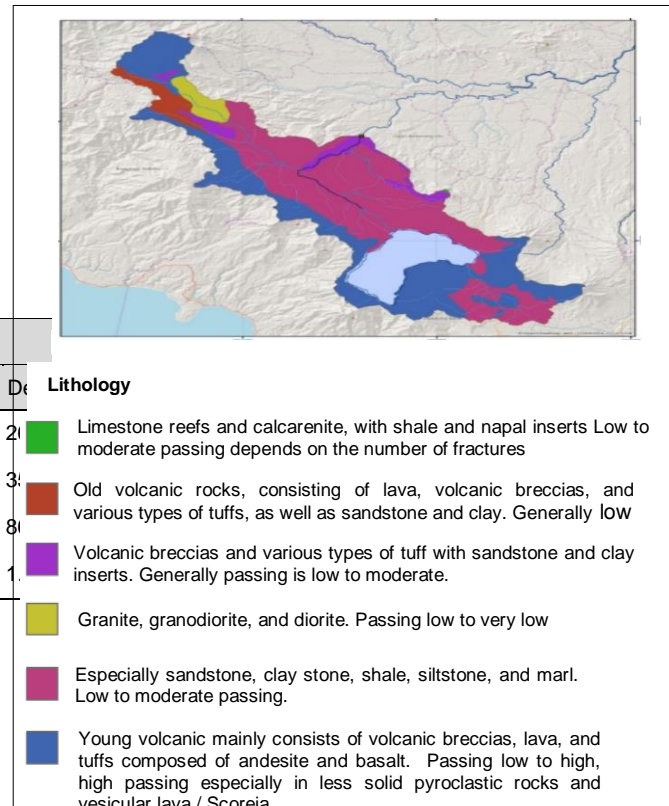 Lithology
Limestone reefs and calcarenite, with shale and napal inserts Low to
moderate passing depends on the number of fractures
Old volcanic rocks, consisting of lava, volcanic breccias, and
various types of tuffs, as well as sandstone and clay. Generally low
Volcanic breccias and various types of tuff with sandstone and clay
inserts. Generally passing is low to moderate.
Granite, granodiorite, and diorite. Passing low to very low
Especially sandstone, clay stone, shale, siltstone, and marl.
Low to moderate passing.
Young volcanic mainly consists of volcanic breccias, lava, and
tuffs composed of andesite and basalt. Passing low to high,
high passing especially in less solid pyroclastic rocks and
vesicular lava / Scoreia